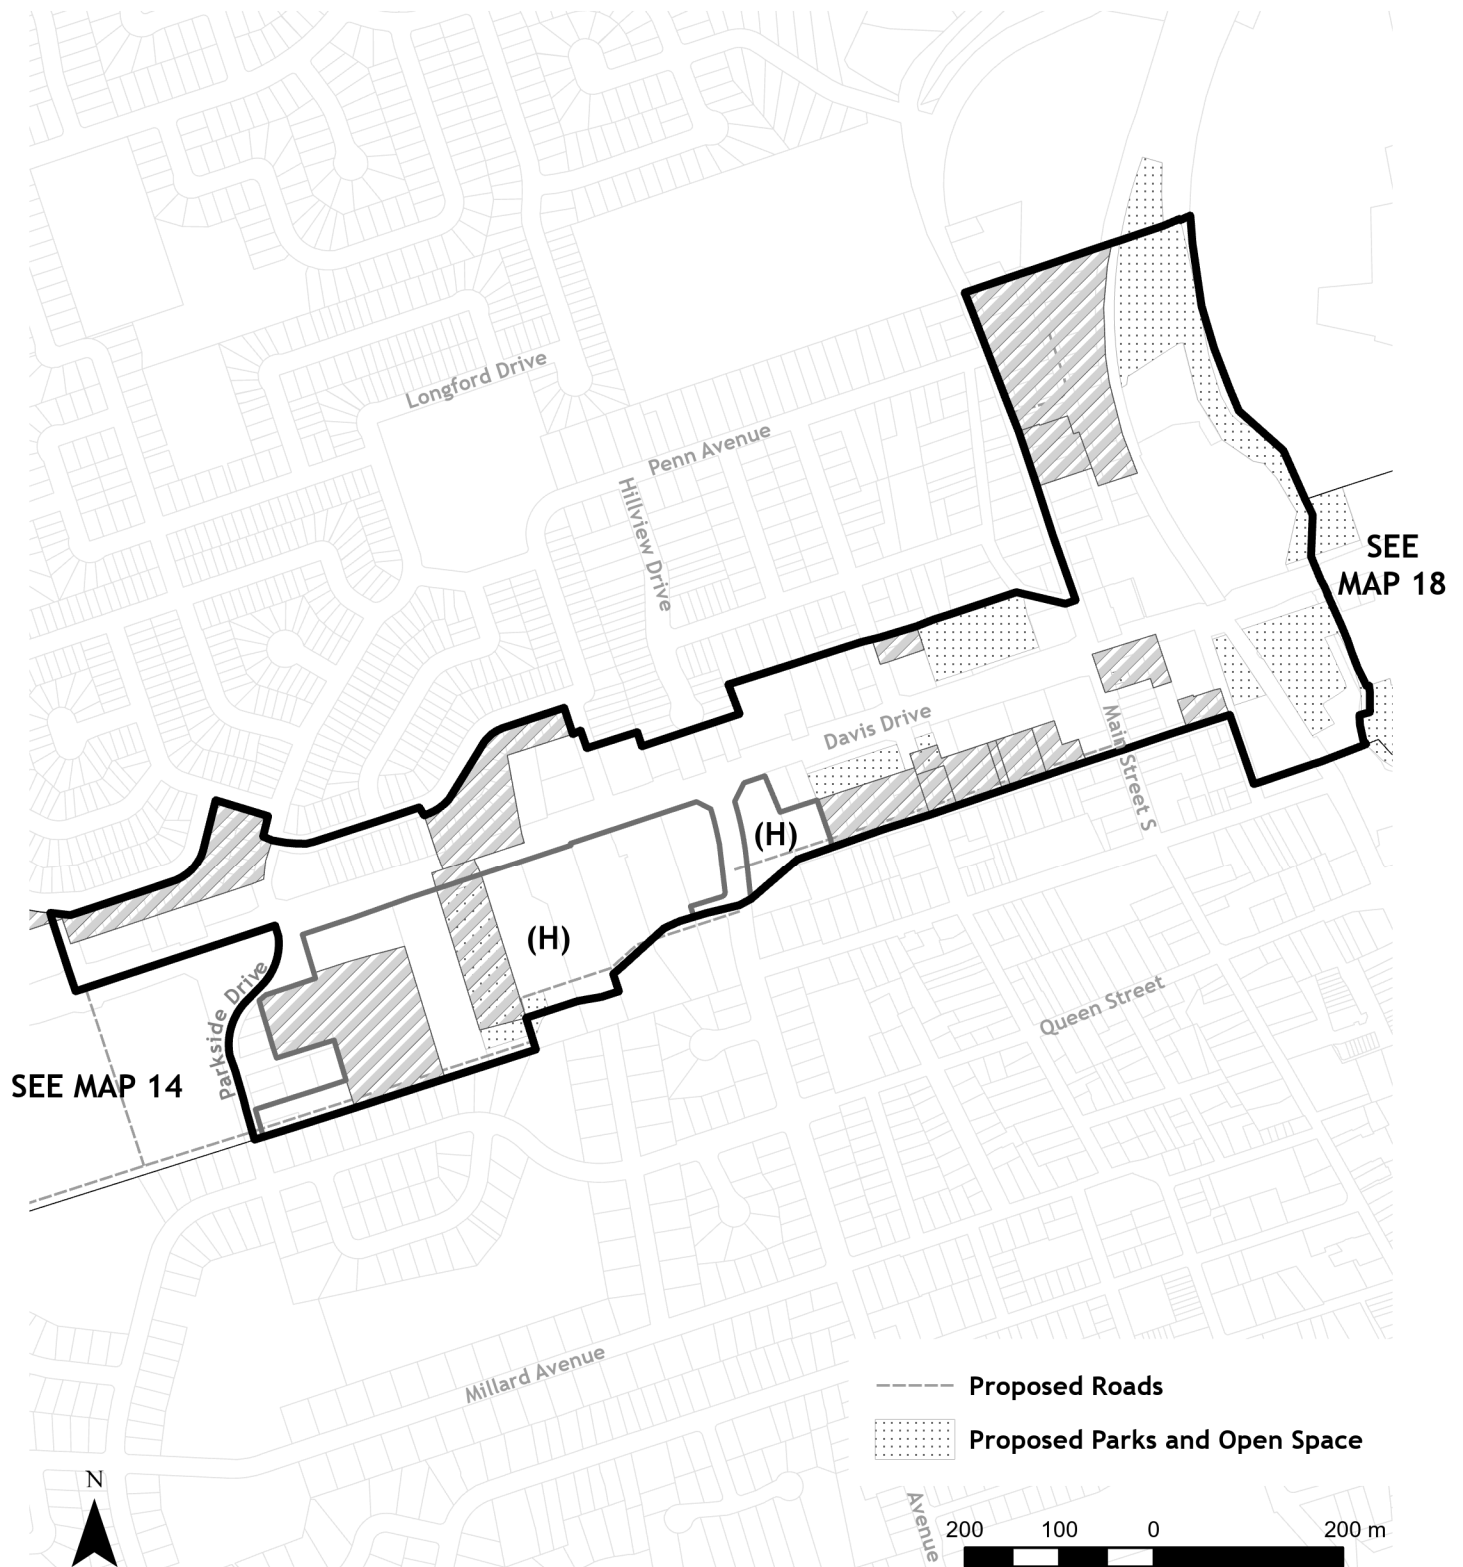 Longford Drive
Penn Avenue
Hillview Drive
SEE
MAP 18
Davis Drive
Main Street S
(H)
(H)
Parkside Drive
Queen Street
SEE MAP 14
Millard Avenue
Proposed Roads
Proposed Parks and Open Space
N
Avenue
200 100 0 200 m